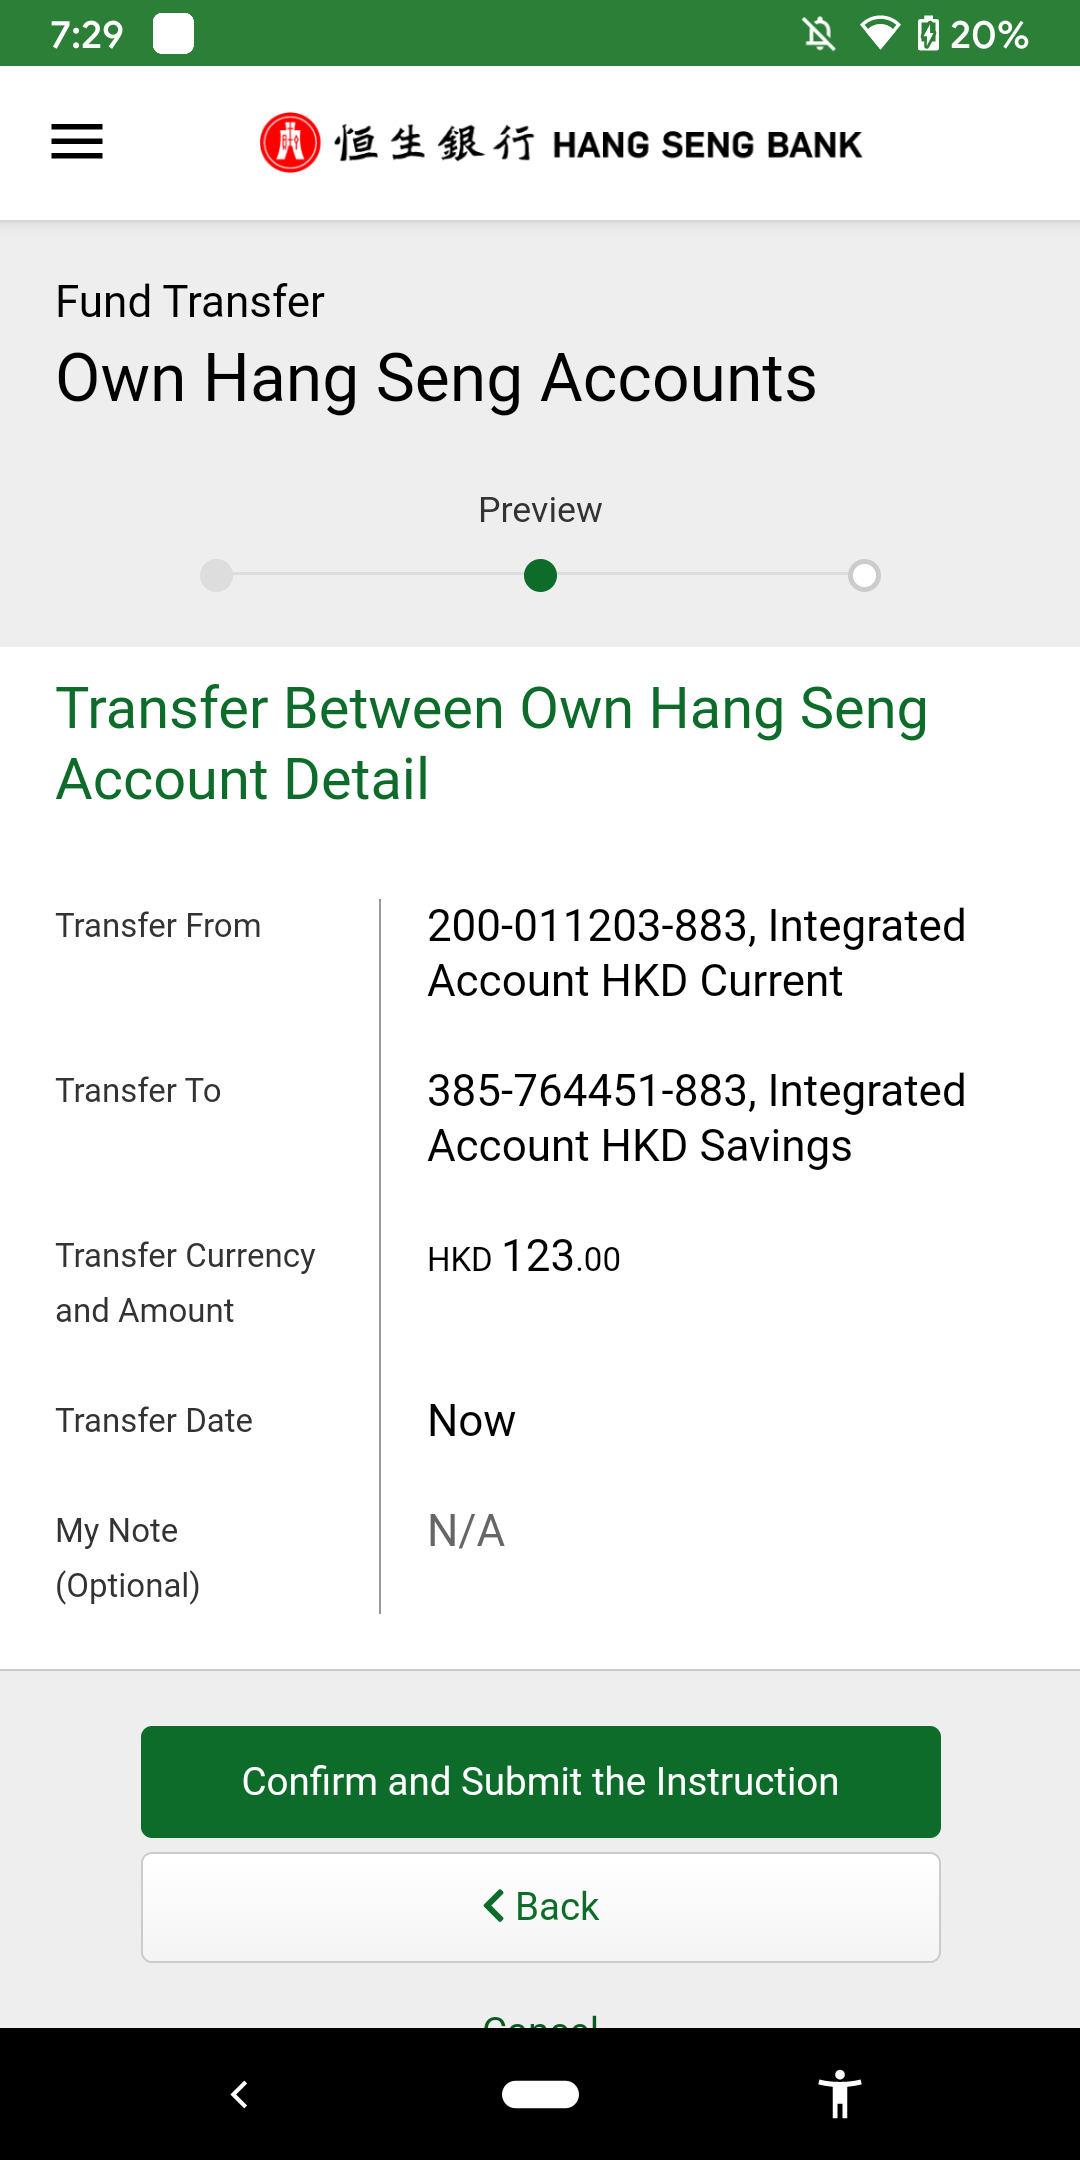 7:29
20%
恒生銀行 HANG SENG BANK
Fund Transfer
Own Hang Seng Accounts
Preview
Transfer Between Own Hang Seng
Account Detail
Transfer From
200-011203-883, Integrated
Account HKD Current
Transfer To
385-764451-883, Integrated
Account HKD Savings
Transfer Currency
and Amount
HKD 123.00
Transfer Date
Now
My Note
(Optional)
N/A
Confirm and Submit the Instruction
Back
Cancel